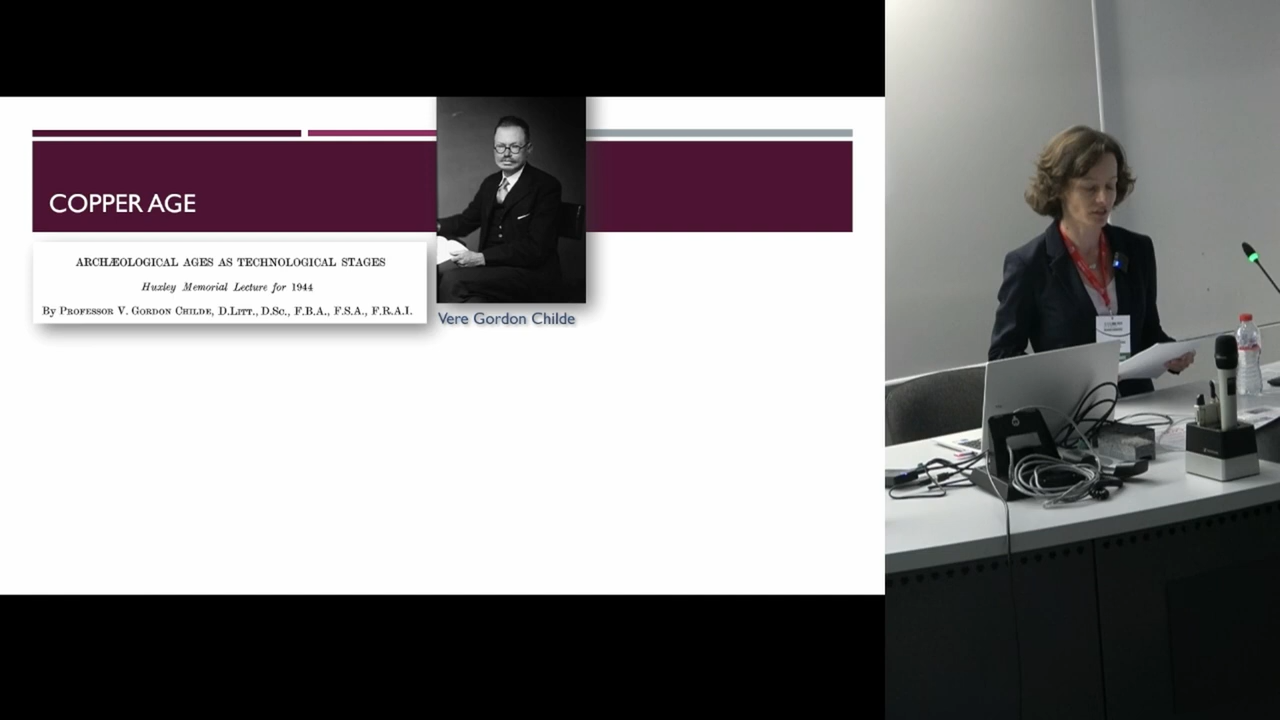 COPPER AGE
ARCHÆOLOGICAL AGES AS TECHNOLOGICAL STAGES
Huxley Memorial Lecture for 1944
By Professor V. Gordon Childe, D.Litt., D.Sc., F.B.A., F.S.A., F.R.A.I.
Vere Gordon Childe